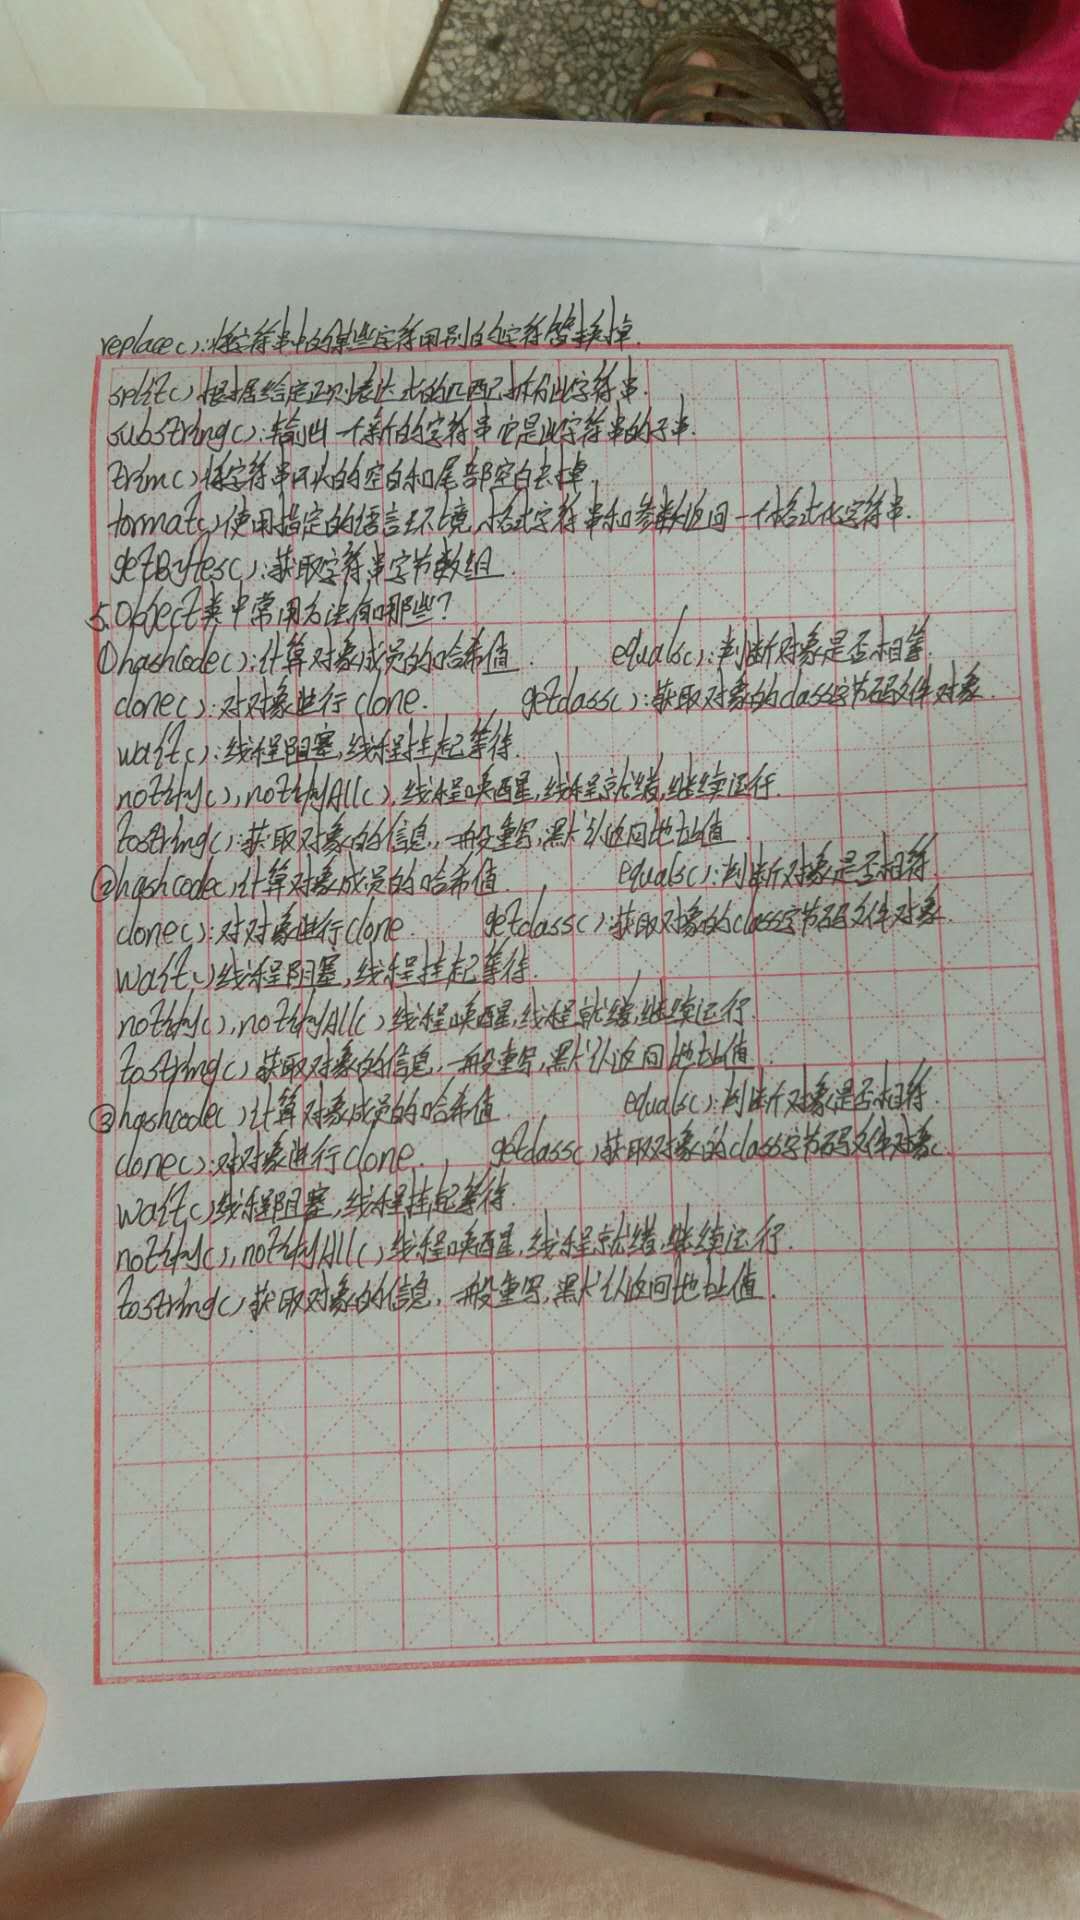 replace():将字符串中的某些字符用别的字符替换掉.
split()根据给定正则表达式的匹配拆分此字符串.
substring():输出一个新的字符串它是此字符串的子串.
trim()将字符串开头的空白和尾部空白去掉.
format()使用指定的语言环境,格式字符串和参数返回一个格式化字符串.
getBytes():获取字符串字节数组.
5.Object类中常用方法有哪些?
①hashCode():计算对象成员的哈希值. equals():判断对象是否相等.
clone():对对象进行clone. getclass():获取对象的class字节码文件对象.
wait():线程阻塞,线程挂起等待.
notify(),notifyAll(),线程唤醒,线程就绪,继续运行.
toString():获取对象的信息,一般重写,默认返回地址值.
②hashcode()计算对象成员的哈希值. equals():判断对象是否相等.
clone():对对象进行clone. getclass():获取对象的class字节码文件对象.
wait()线程阻塞,线程挂起等待.
notify(),notifyAll()线程唤醒,线程就绪,继续运行.
toString()获取对象的信息,一般重写,默认返回地址值.
③hashcode()计算对象成员的哈希值. equals():判断对象是否相等.
clone():对对象进行clone. getclass()获取对象的class字节码文件对象.
wait()线程阻塞,线程挂起等待.
notify(),notifyAll()线程唤醒,线程就绪,继续运行.
toString()获取对象的信息,一般重写,默认返回地址值.